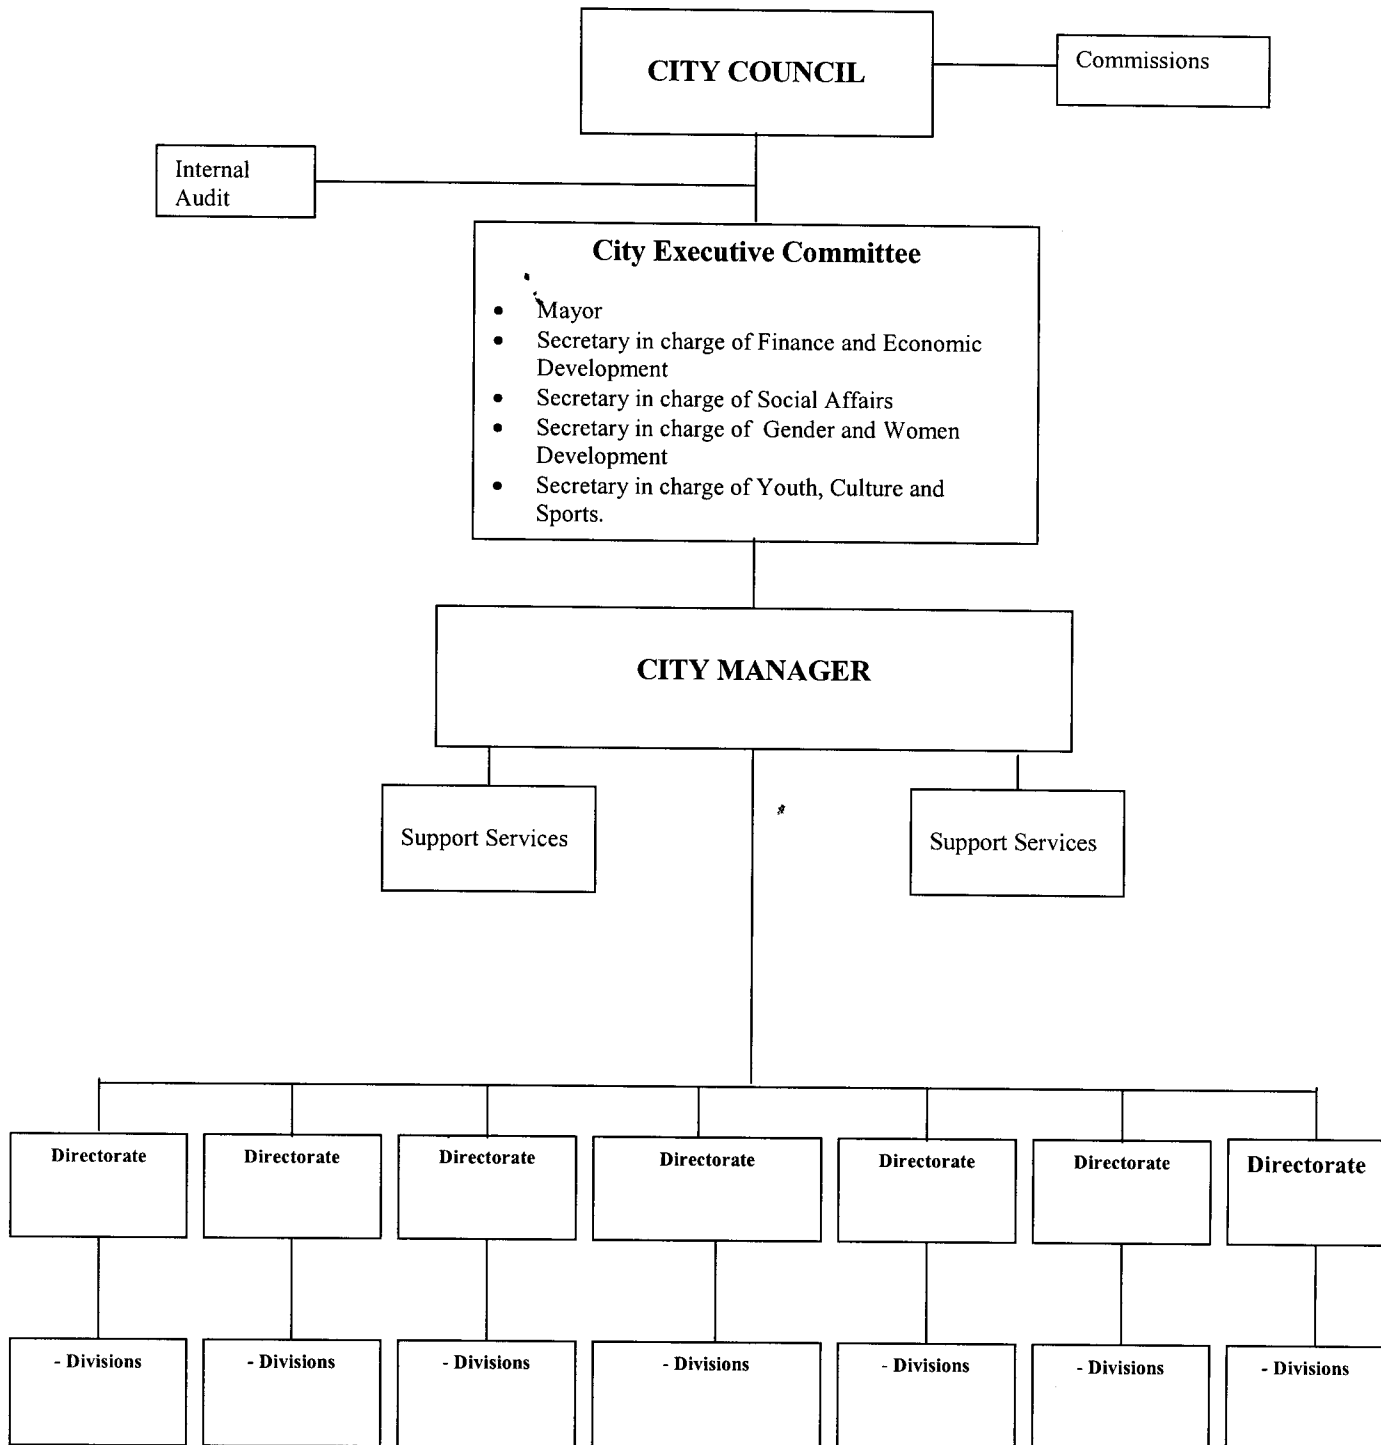 CITY COUNCIL
Commissions
Internal
Audit
City Executive Committee
• Mayor
• Secretary in charge of Finance and Economic
Development
• Secretary in charge of Social Affairs
• Secretary in charge of Gender and Women
Development
• Secretary in charge of Youth, Culture and
Sports.
CITY MANAGER
Support Services
Support Services
Directorate
Directorate
Directorate
Directorate
Directorate
Directorate
Directorate
- Divisions
- Divisions
- Divisions
- Divisions
- Divisions
- Divisions
- Divisions